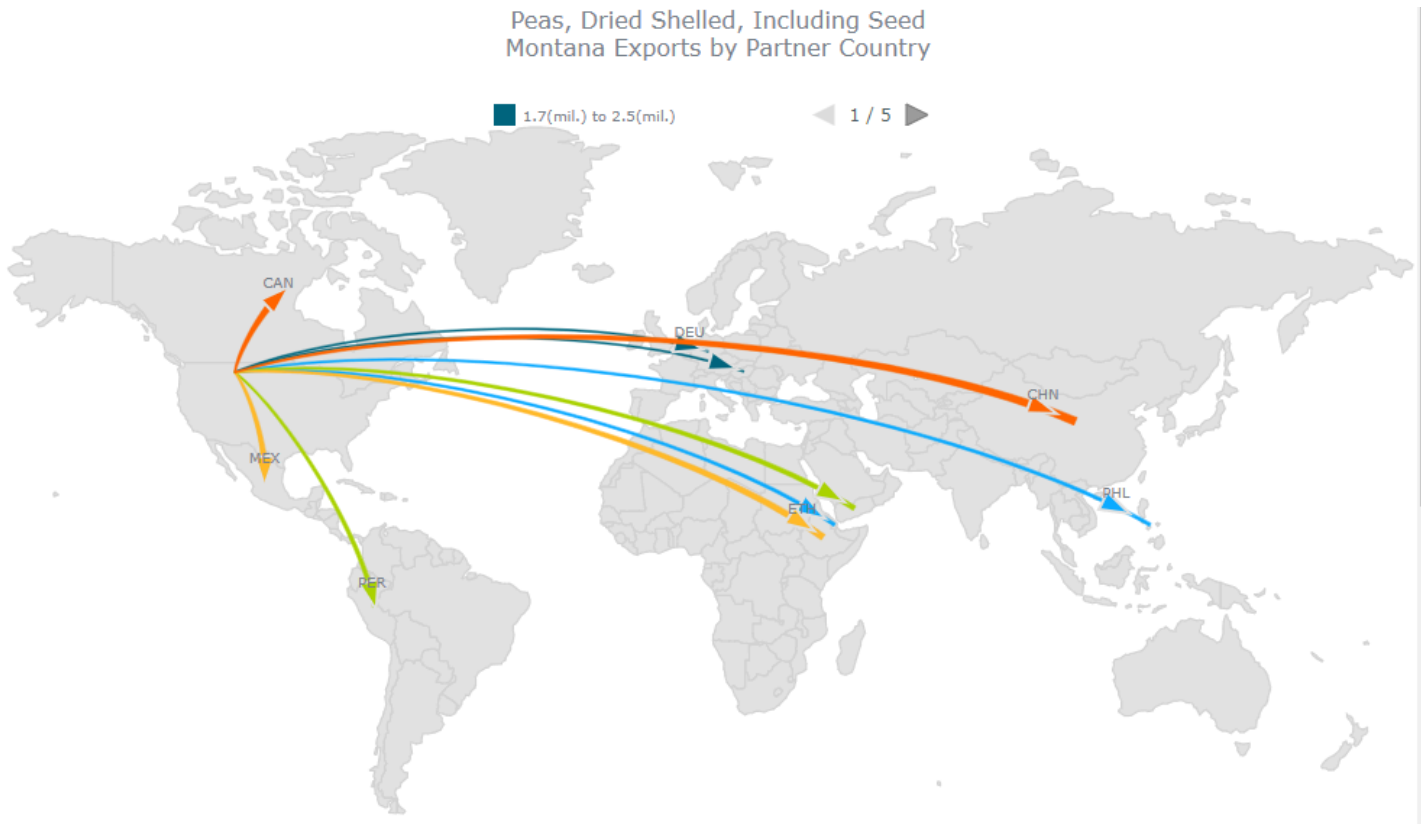 Peas, Dried Shelled, Including Seed
Montana Exports by Partner Country
1.7(mil.) to 2.5(mil.)
1 / 5
CAN
DEU
CHN
MEX
PHL
ETH
PER